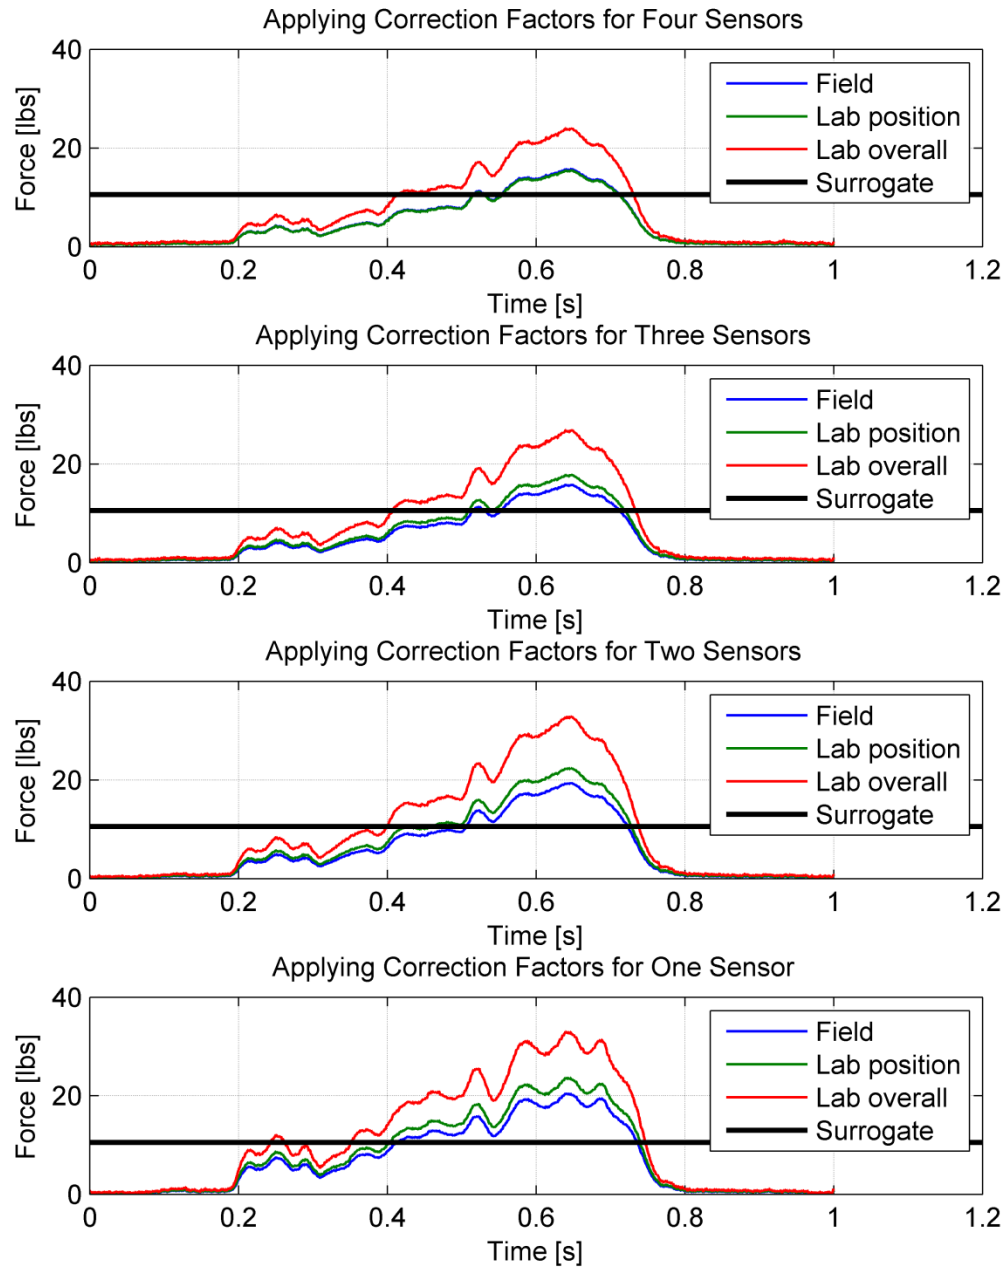 Applying Correction Factors for Four Sensors
40
20
0
Force [lbs]
Field
Lab position
Lab overall
Surrogate
0 0.2 0.4 0.6 0.8 1 1.2
Time [s]
Applying Correction Factors for Three Sensors
40
20
0
Force [lbs]
Field
Lab position
Lab overall
Surrogate
0 0.2 0.4 0.6 0.8 1 1.2
Time [s]
Applying Correction Factors for Two Sensors
40
20
0
Force [lbs]
Field
Lab position
Lab overall
Surrogate
0 0.2 0.4 0.6 0.8 1 1.2
Time [s]
Applying Correction Factors for One Sensor
40
20
0
Force [lbs]
Field
Lab position
Lab overall
Surrogate
0 0.2 0.4 0.6 0.8 1 1.2
Time [s]